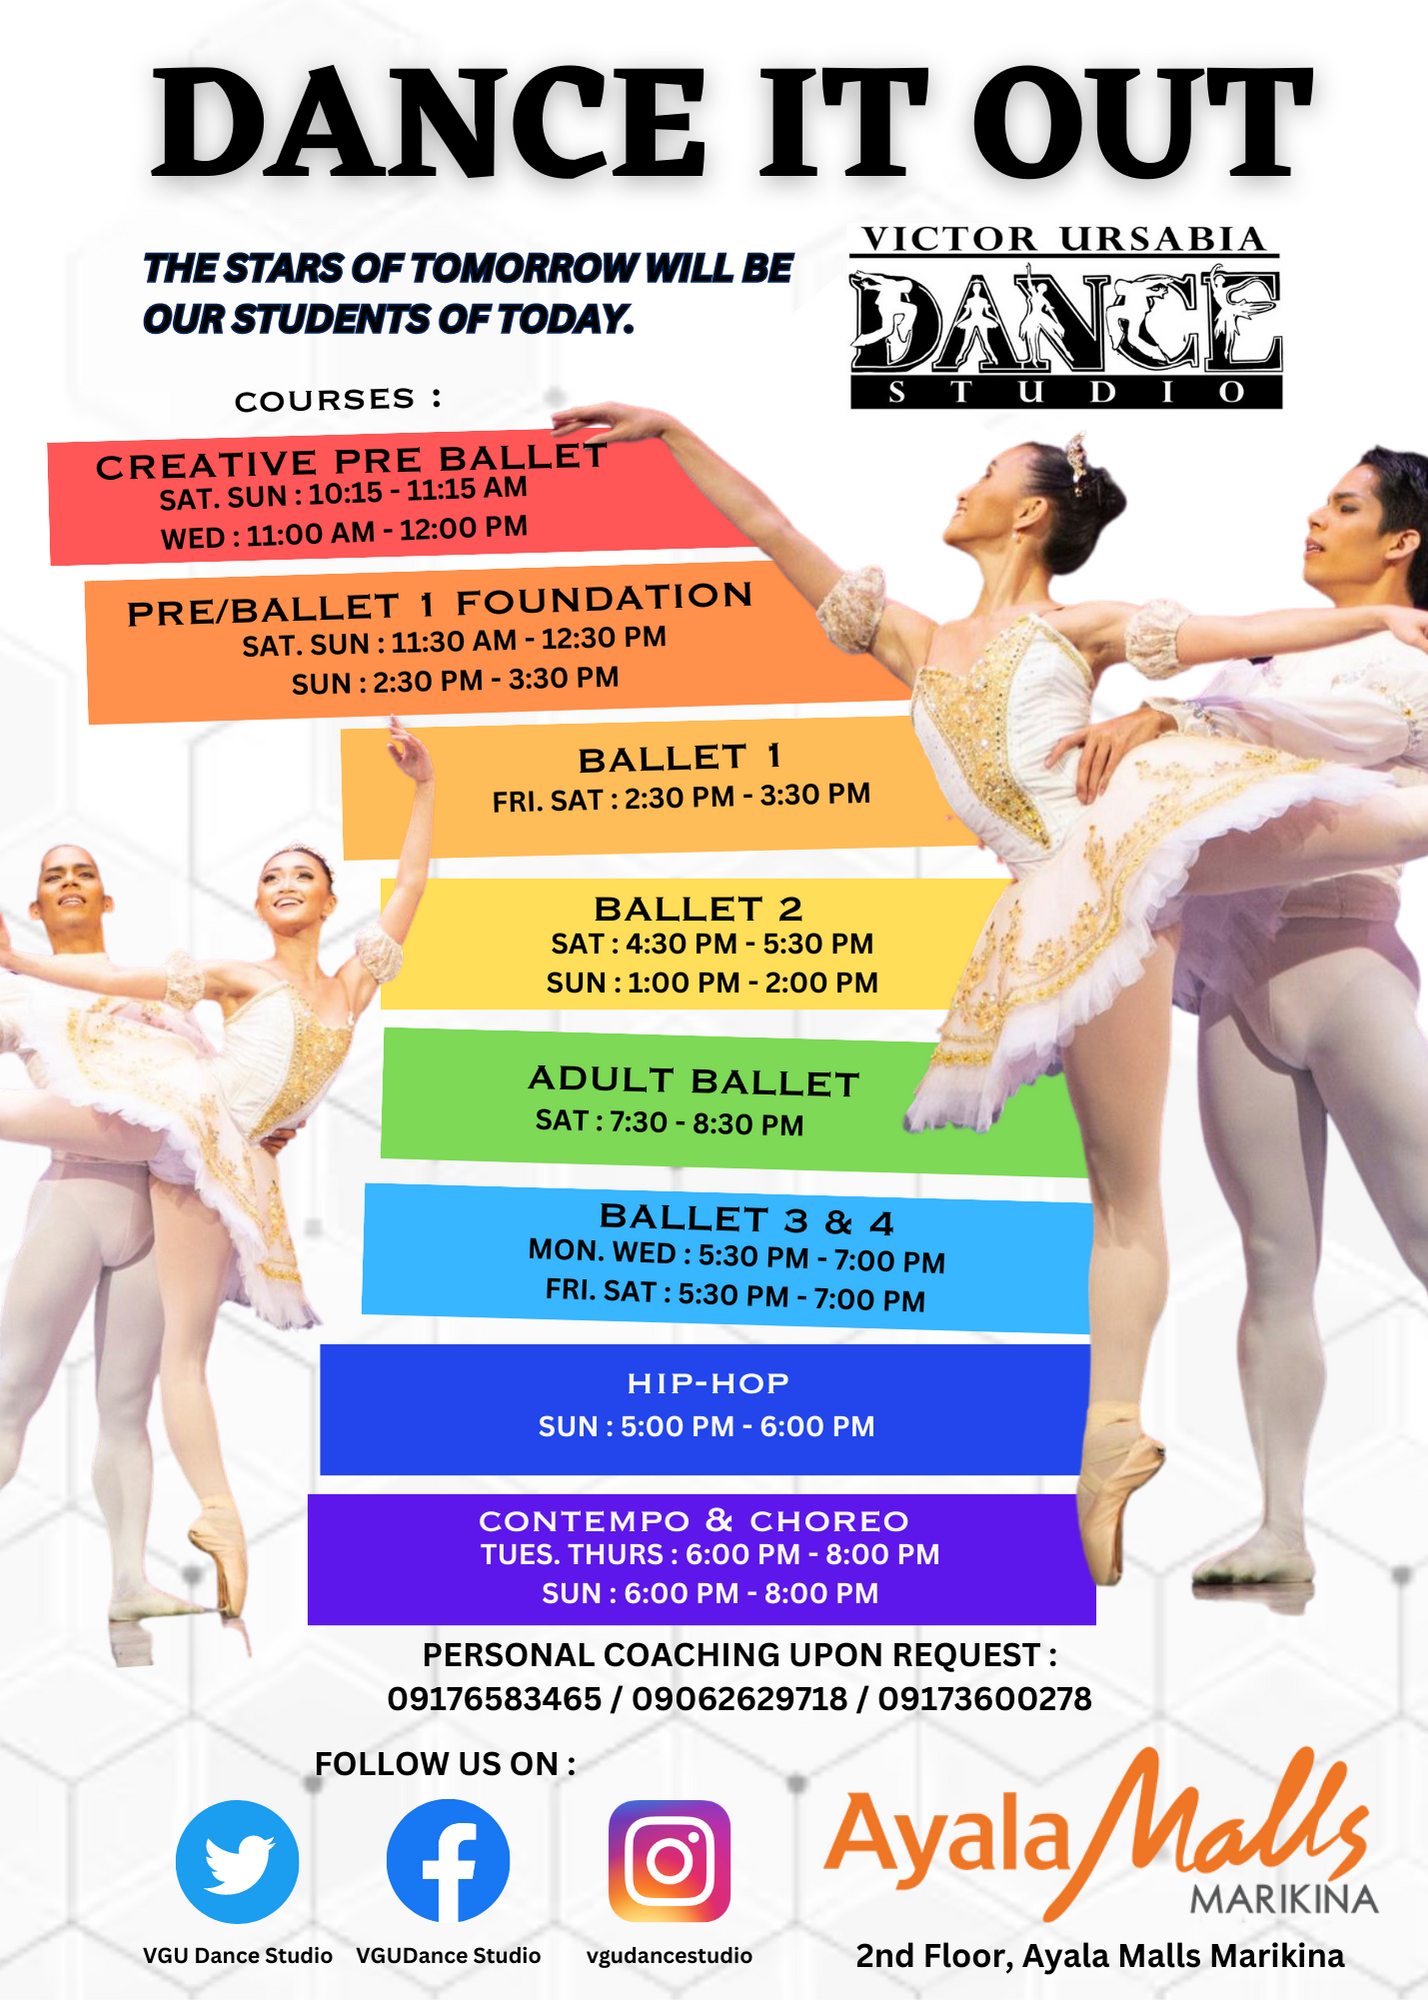 DANCE IT OUT
THE STARS OF TOMORROW WILL BE
OUR STUDENTS OF TODAY.
VICTOR URSABIA
DANCE
STUDIO
COURSES :
CREATIVE PRE BALLET
SAT. SUN : 10:15 - 11:15 AM
WED : 11:00 AM - 12:00 PM
PRE/BALLET 1 FOUNDATION
SAT. SUN : 11:30 AM - 12:30 PM
SUN : 2:30 PM - 3:30 PM
BALLET 1
FRI. SAT : 2:30 PM - 3:30 PM
BALLET 2
SAT : 4:30 PM - 5:30 PM
SUN : 1:00 PM - 2:00 PM
ADULT BALLET
SAT : 7:30 - 8:30 PM
BALLET 3 & 4
MON. WED : 5:30 PM - 7:00 PM
FRI. SAT : 5:30 PM - 7:00 PM
HIP-HOP
SUN : 5:00 PM - 6:00 PM
CONTEMPO & CHOREO
TUES. THURS : 6:00 PM - 8:00 PM
SUN : 6:00 PM - 8:00 PM
PERSONAL COACHING UPON REQUEST :
09176583465 / 09062629718 / 09173600278
FOLLOW US ON :
VGU Dance Studio
VGUDance Studio
vgudancestudio
Ayala Malls
MARIKINA
2nd Floor, Ayala Malls Marikina